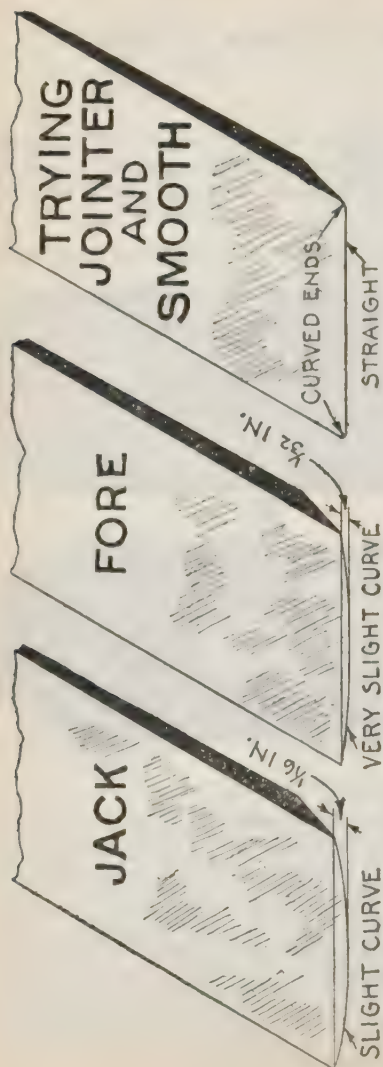 JACK
1/16 IN.
SLIGHT CURVE
FORE
1/32 IN.
VERY SLIGHT CURVE
TRYING
JOINTER
AND
SMOOTH
CURVED ENDS
STRAIGHT